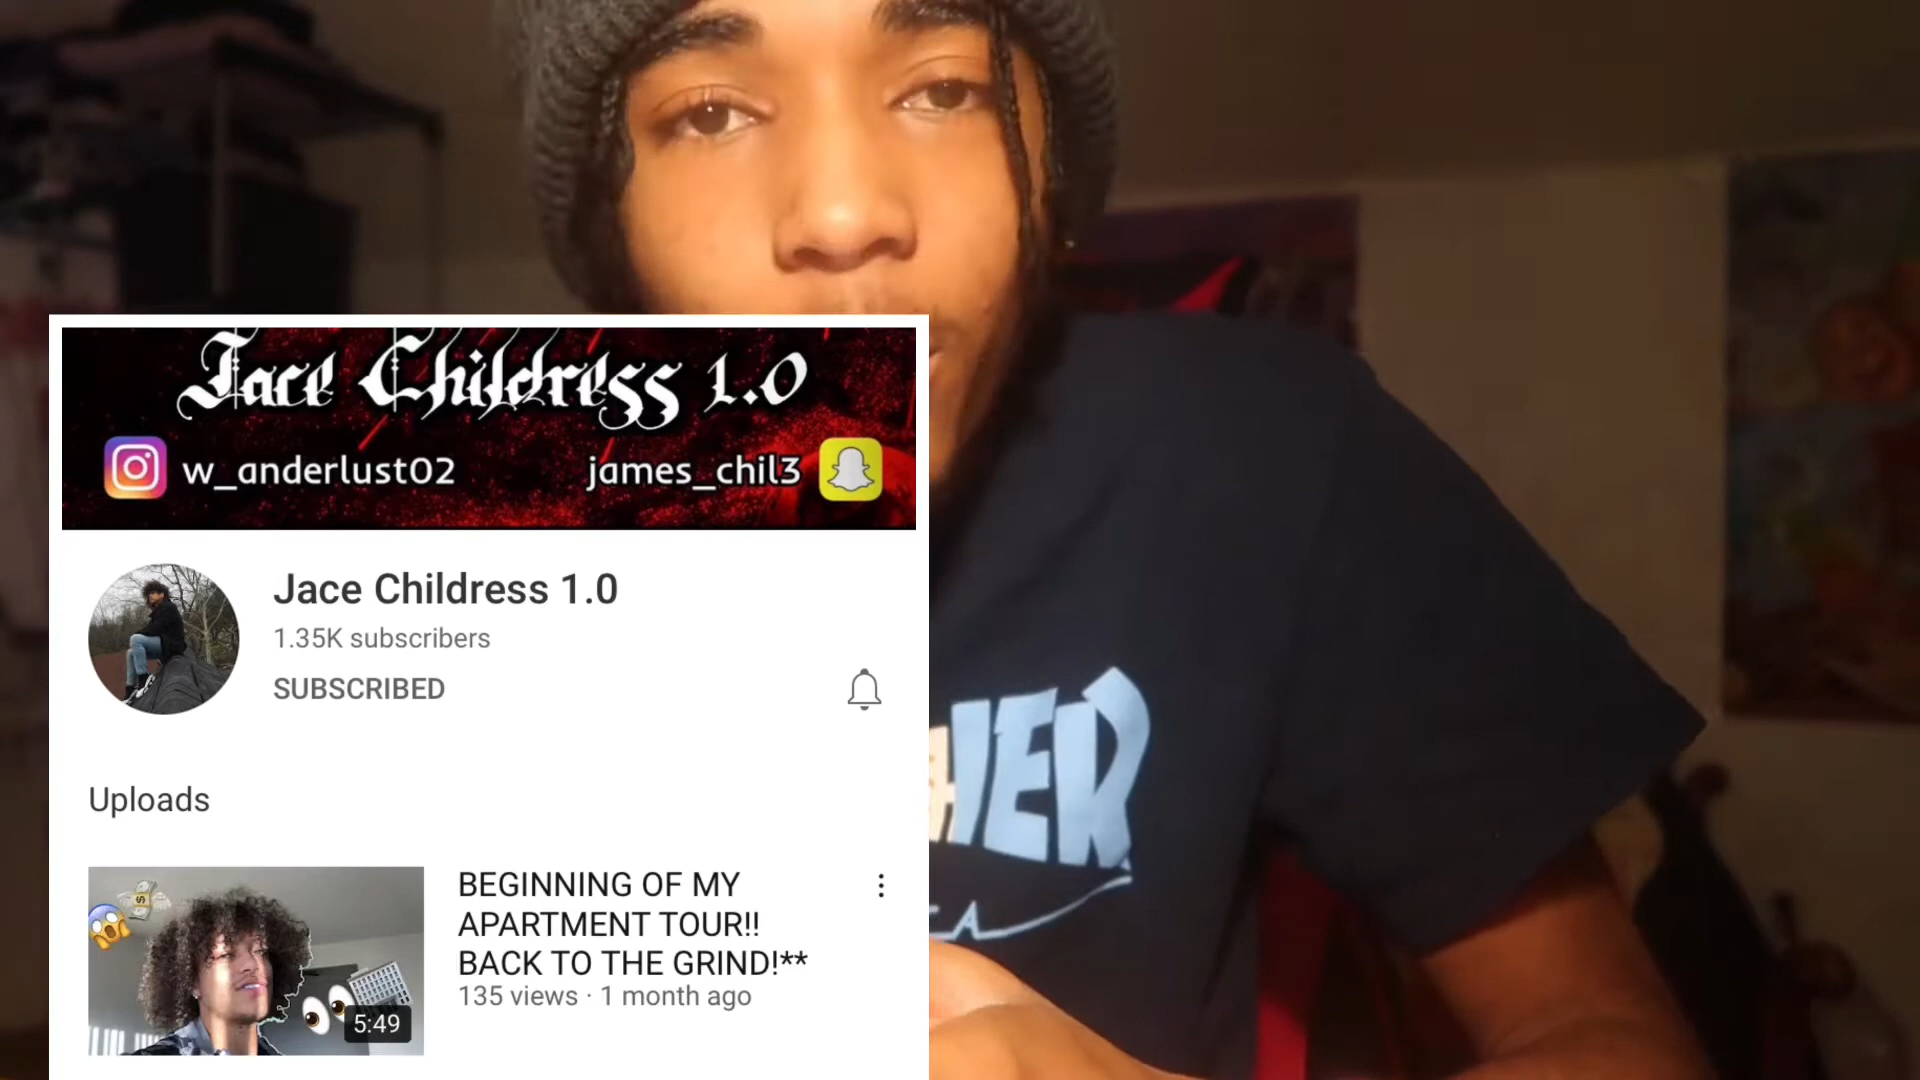 Jace Childress 1.0
w_anderlust02
james_chil3
Jace Childress 1.0
1.35K subscribers
SUBSCRIBED
Uploads
BEGINNING OF MY
APARTMENT TOUR!!
BACK TO THE GRIND!**
135 views · 1 month ago
5:49
HER